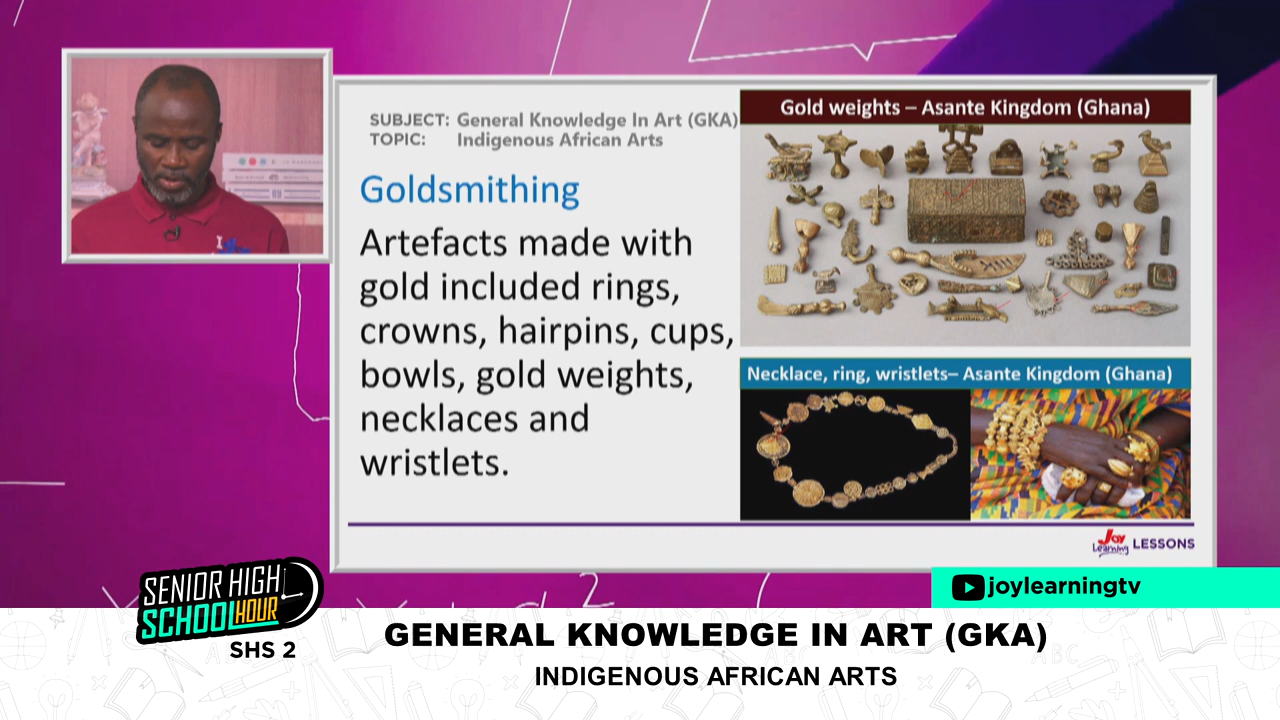 SUBJECT: General Knowledge In Art (GKA)
TOPIC: Indigenous African Arts
Goldsmithing
Artefacts made with
gold included rings,
crowns, hairpins, cups,
bowls, gold weights,
necklaces and
wristlets.
Gold weights – Asante Kingdom (Ghana)
Necklace, ring, wristlets– Asante Kingdom (Ghana)
Joy Learning LESSONS
joylearningtv
SENIOR HIGH
SCHOOL HOUR
SHS 2
GENERAL KNOWLEDGE IN ART (GKA)
INDIGENOUS AFRICAN ARTS